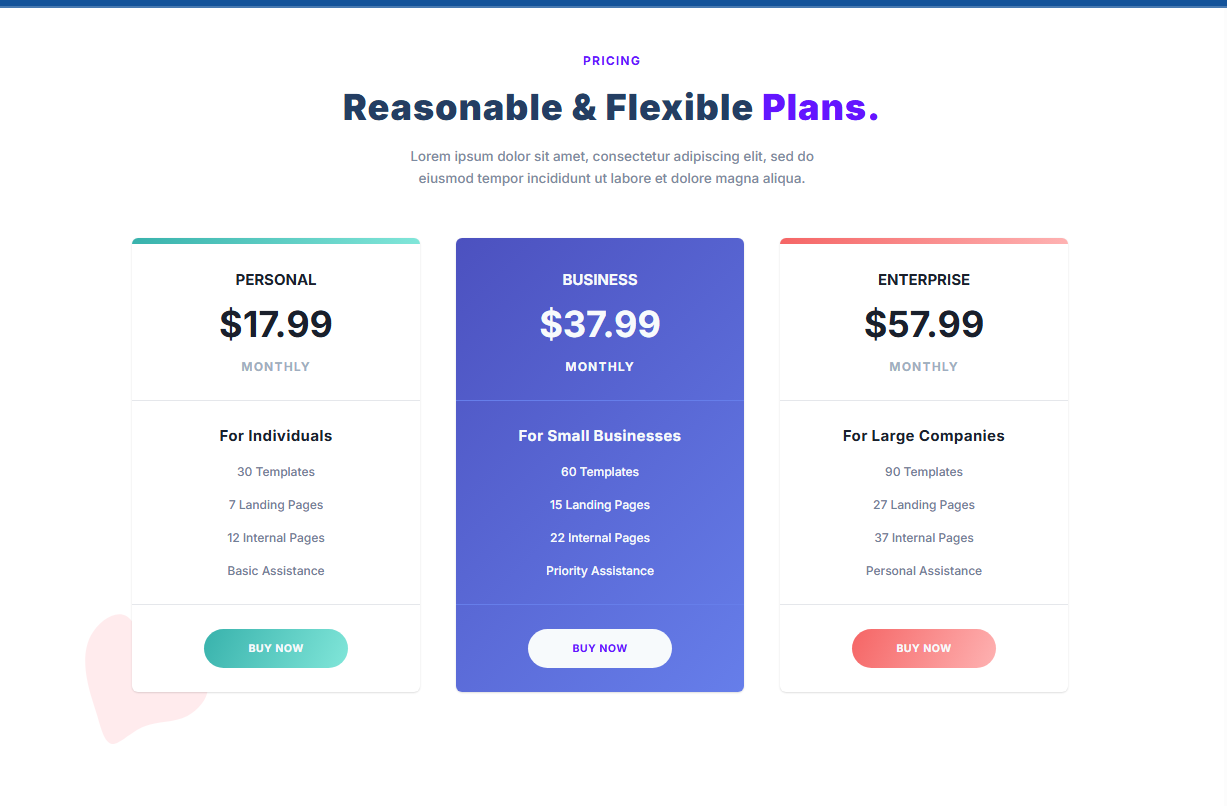 PRICING
Reasonable & Flexible Plans.
Lorem ipsum dolor sit amet, consectetur adipiscing elit, sed do
eiusmod tempor incididunt ut labore et dolore magna aliqua.
PERSONAL
$17.99
MONTHLY
For Individuals
30 Templates
7 Landing Pages
12 Internal Pages
Basic Assistance
BUY NOW
BUSINESS
$37.99
MONTHLY
For Small Businesses
60 Templates
15 Landing Pages
22 Internal Pages
Priority Assistance
BUY NOW
ENTERPRISE
$57.99
MONTHLY
For Large Companies
90 Templates
27 Landing Pages
37 Internal Pages
Personal Assistance
BUY NOW